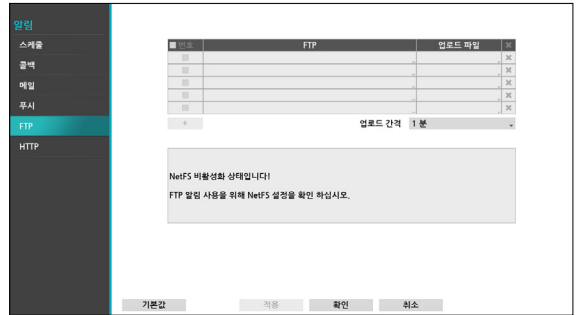 알림
스케줄
콜백
메일
푸시
FTP
HTTP
번호 FTP 업로드 파일
+
업로드 간격 1 분
NetFS 비활성화 상태입니다!
FTP 알림 사용을 위해 NetFS 설정을 확인 하십시오.
기본값 적용 확인 취소